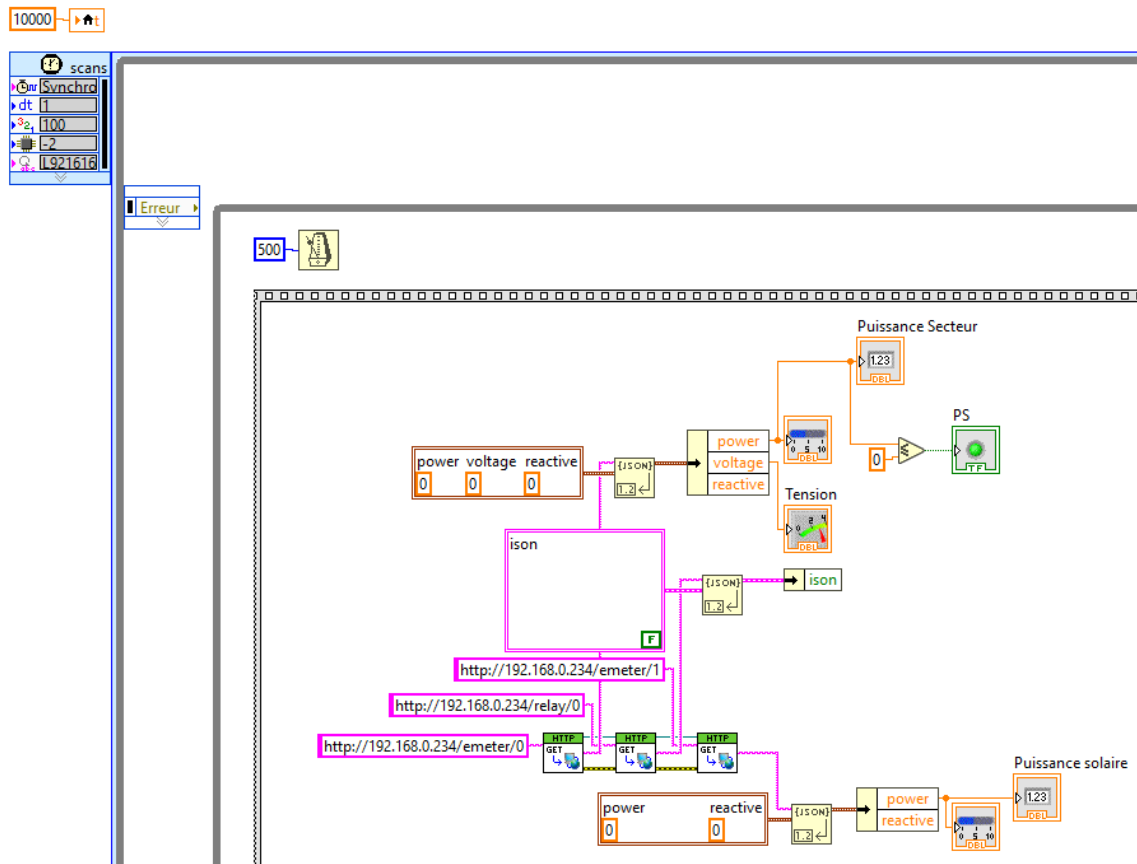 10000
t
scans
Synchro
dt 1
100
-2
L921616
Erreur
500
Puissance Secteur
1.23
DBL
PS
TF
power voltage reactive
0 0 0
{JSON}
1.2
power
voltage
reactive
0 5 10
DBL
0
Tension
0 2 4
DBL
ison
F
{JSON}
1.2
ison
http://192.168.0.234/emeter/1
http://192.168.0.234/relay/0
http://192.168.0.234/emeter/0
HTTP HTTP HTTP
GET GET GET
power reactive
0 0
{JSON}
1.2
power
reactive
Puissance solaire
1.23
DBL
0 5 10
DBL